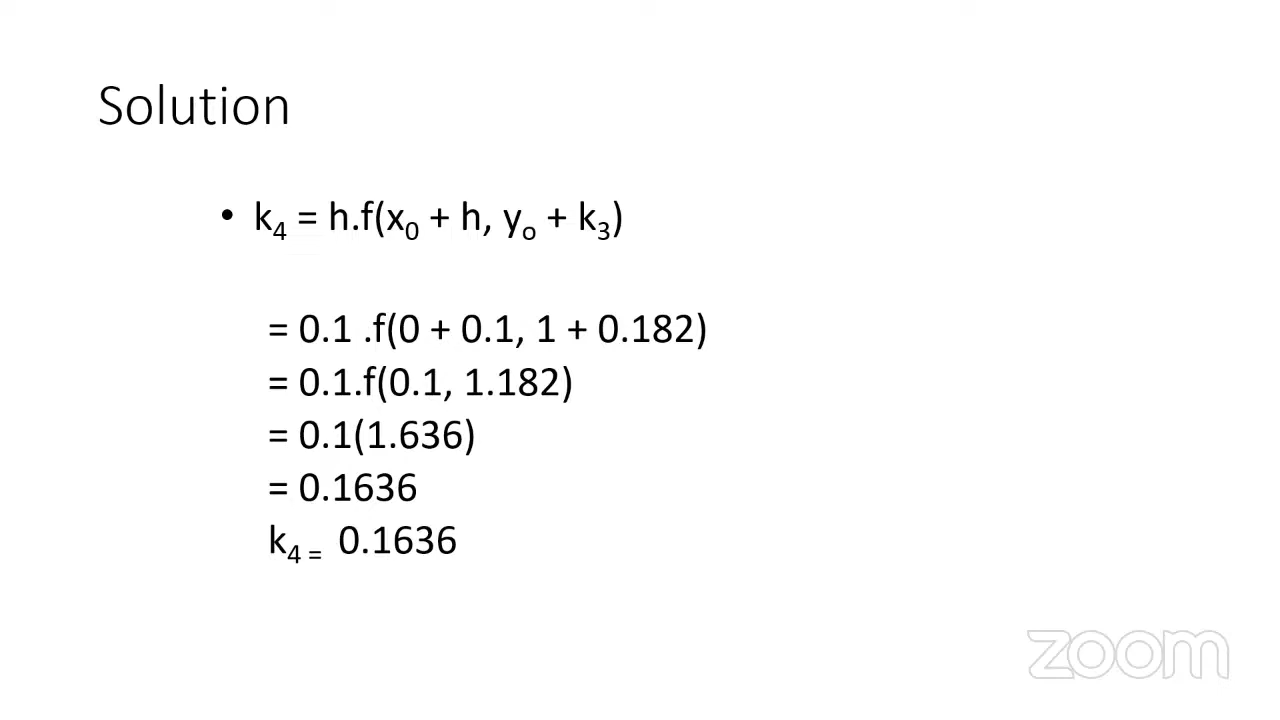 Solution
• k₄ = h.f(x₀ + h, yₒ + k₃)
= 0.1 .f(0 + 0.1, 1 + 0.182)
= 0.1.f(0.1, 1.182)
= 0.1(1.636)
= 0.1636
k₄ ₌ 0.1636
zoom